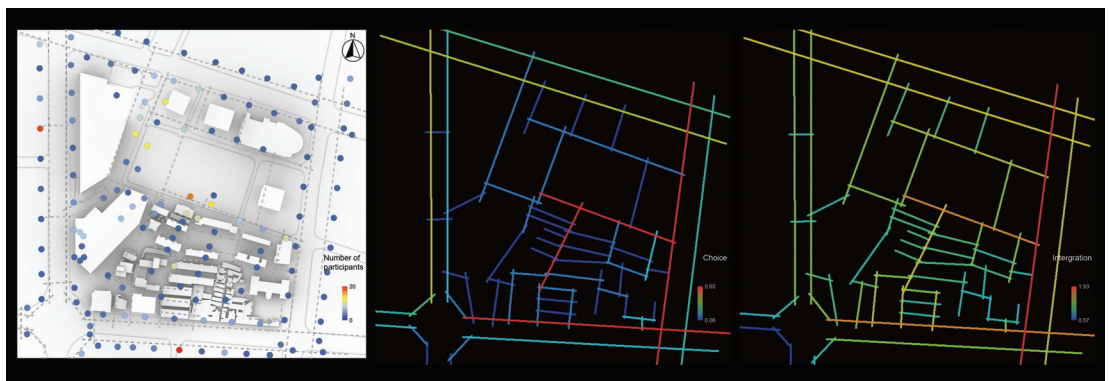 N
Number of
participants
20
0
Choice
0.65
0.06
Intergration
1.93
0.57